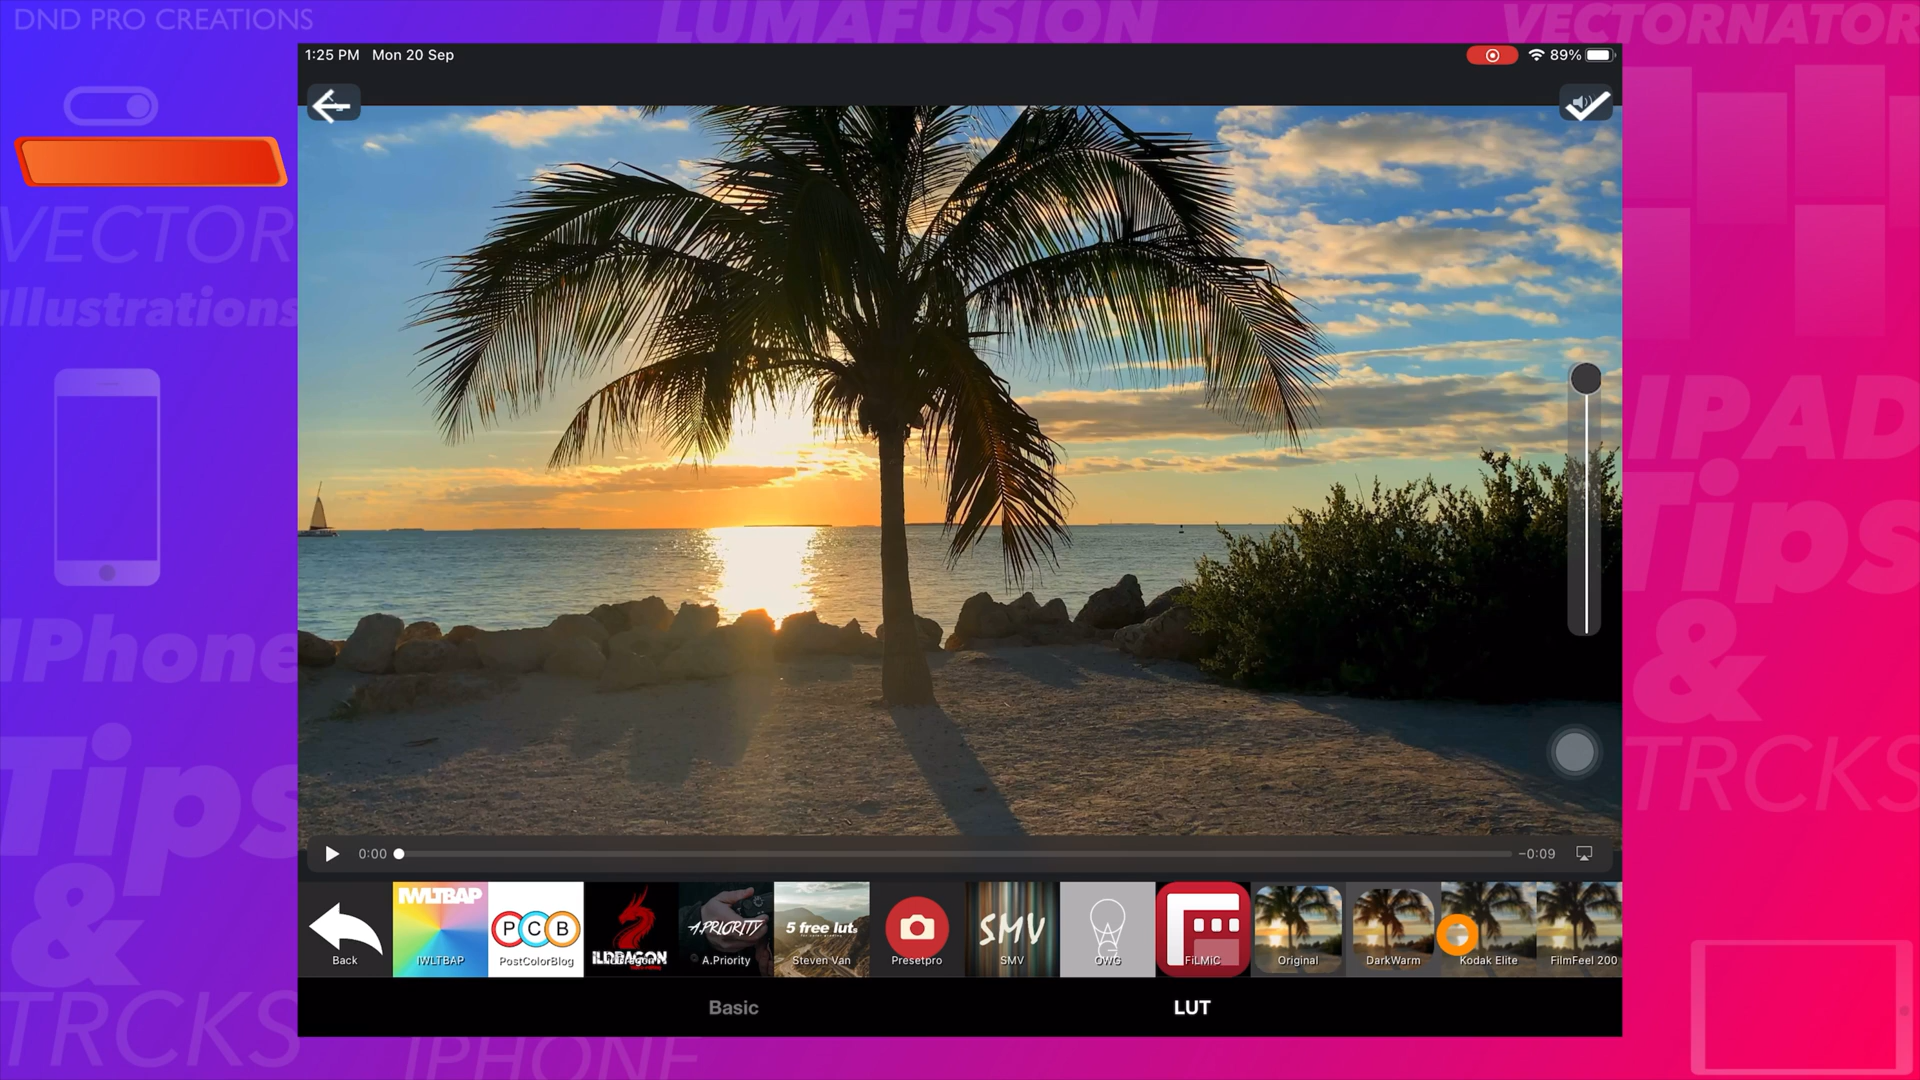 DND PRO CREATIONS
LUMAFUSION
VECTORNATOR
1:25 PM Mon 20 Sep
89%
VECTOR
Illustrations
IPAD
Tips
&
TRCKS
IPhone
Tips
&
TRCKS
IPHONE
0:00
-0:09
IWLTBAP
PCB
iLLDRAGON
A.PRIORITY
5 free luts
SMV
Back
IWLTBAP
PostColorBlog
A.Priority
Steven Van
Presetpro
SMV
OWG
FiLMiC
Original
DarkWarm
Kodak Elite
FilmFeel 200
Basic
LUT